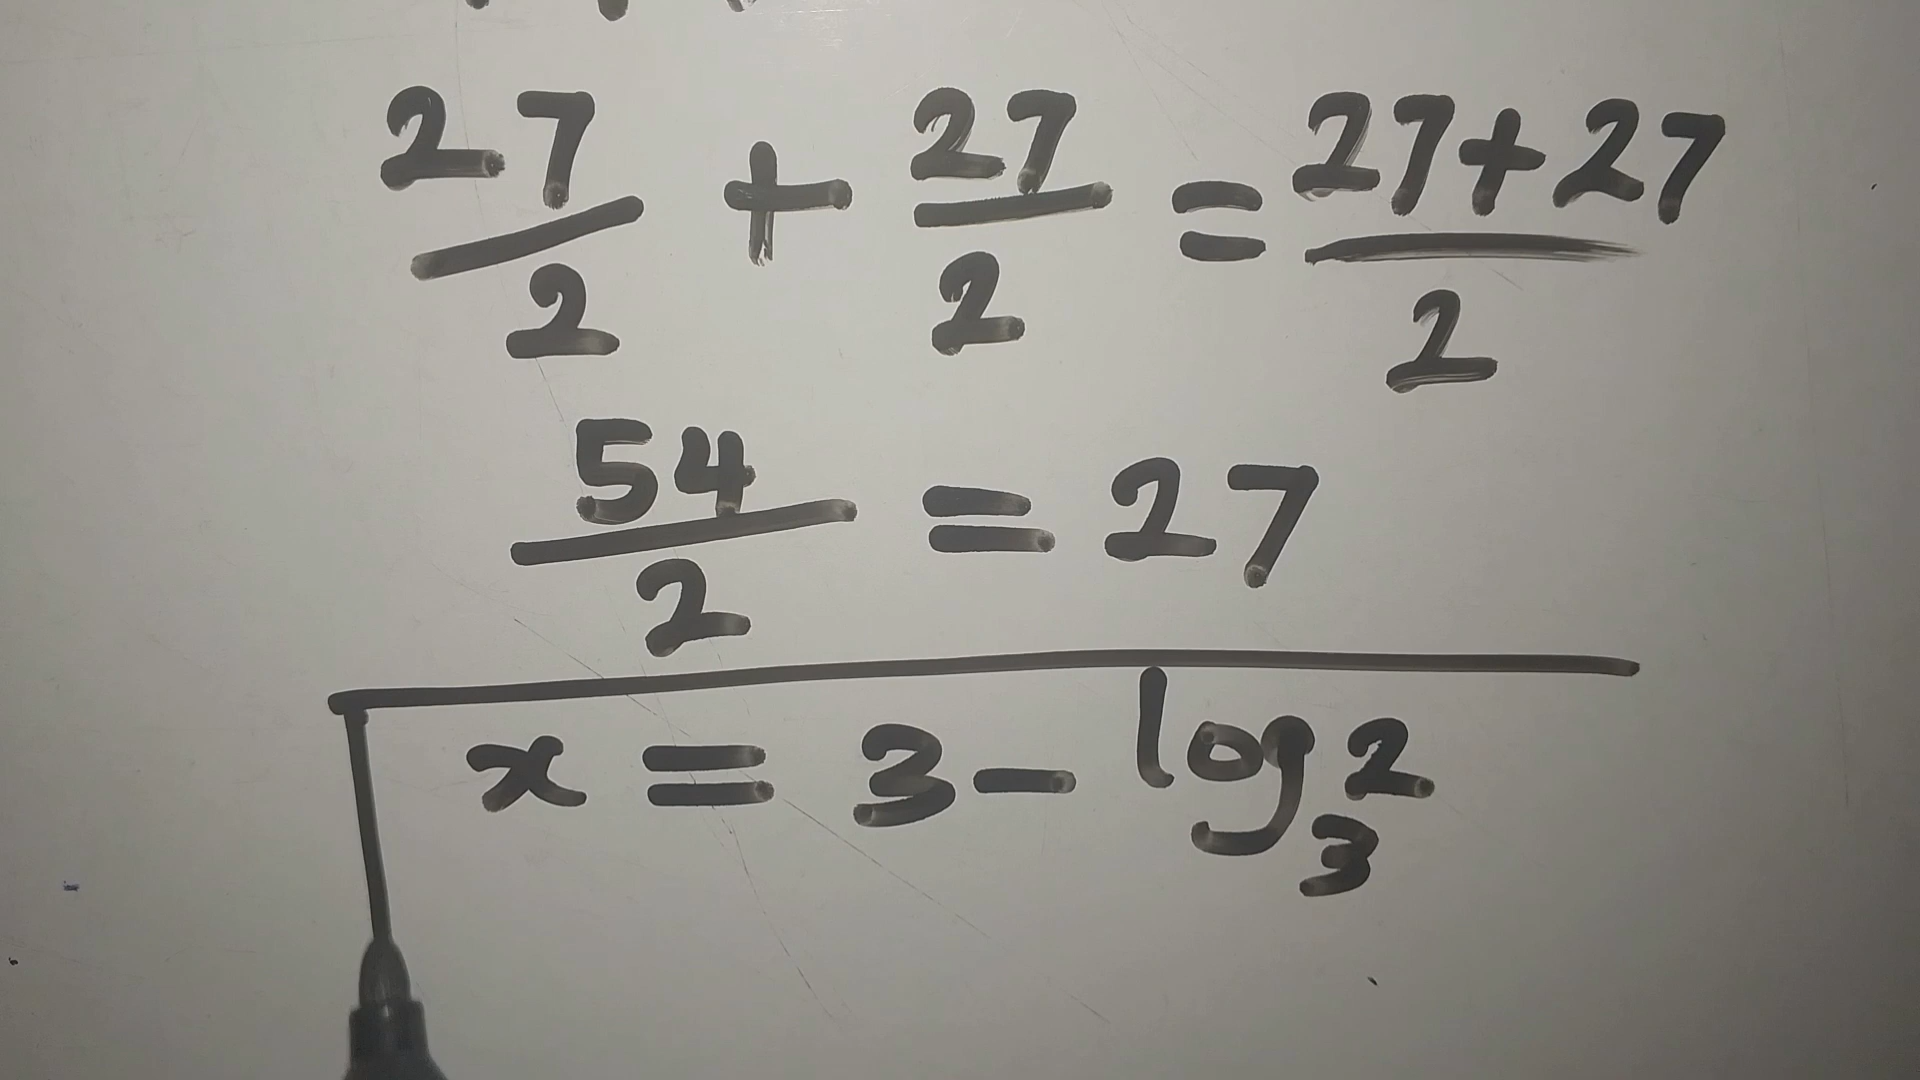 27/2 + 27/2 = 27+27/2
54/2 = 27
x = 3 - log₃2